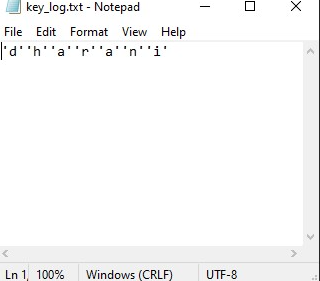 key_log.txt - Notepad
File Edit Format View Help
'd''h''a''r''a''n''i'
Ln 1, 100% Windows (CRLF) UTF-8